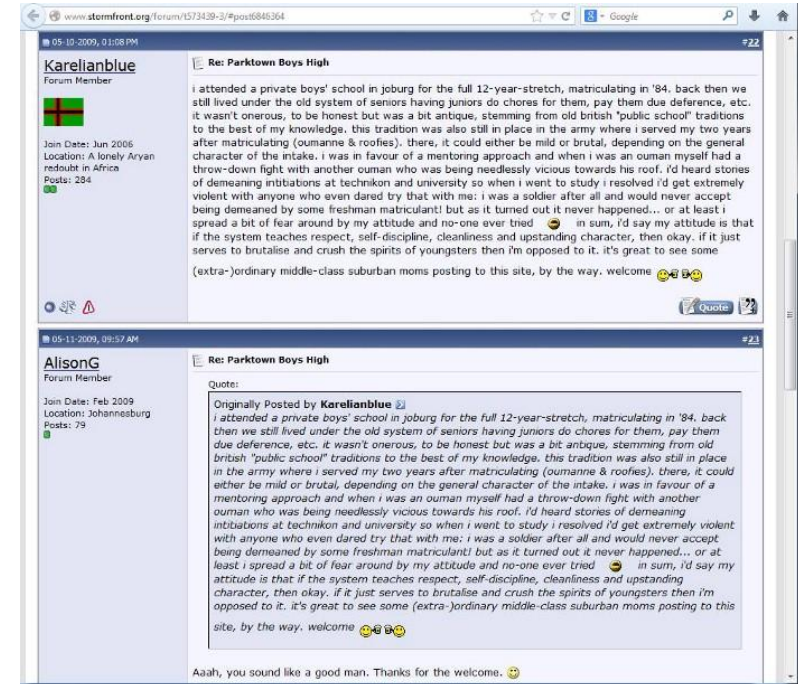 www.stormfront.org/forum/t573439-3/#post6846364
Google
05-10-2009, 01:08 PM
#22
Karelianblue
Forum Member
Join Date: Jun 2006
Location: A lonely Aryan
redoubt in Africa
Posts: 284
Re: Parktown Boys High
i attended a private boys' school in joburg for the full 12-year-stretch, matriculating in '84. back then we
still lived under the old system of seniors having juniors do chores for them, pay them due deference, etc.
it wasn't onerous, to be honest but was a bit antique, stemming from old british "public school" traditions
to the best of my knowledge. this tradition was also still in place in the army where i served my two years
after matriculating (oumanne & roofies). there, it could either be mild or brutal, depending on the general
character of the intake. i was in favour of a mentoring approach and when i was an ouman myself had a
throw-down fight with another ouman who was being needlessly vicious towards his roof. i'd heard stories
of demeaning intitiations at technikon and university so when i went to study i resolved i'd get extremely
violent with anyone who even dared try that with me: i was a soldier after all and would never accept
being demeaned by some freshman matriculant! but as it turned out it never happened... or at least i
spread a bit of fear around by my attitude and no-one ever tried in sum, i'd say my attitude is that
if the system teaches respect, self-discipline, cleanliness and upstanding character, then okay. if it just
serves to brutalise and crush the spirits of youngsters then i'm opposed to it. it's great to see some
(extra-)ordinary middle-class suburban moms posting to this site, by the way. welcome
Quote
05-11-2009, 09:57 AM
#23
AlisonG
Forum Member
Join Date: Feb 2009
Location: Johannesburg
Posts: 79
Re: Parktown Boys High
Quote:
Originally Posted by Karelianblue
i attended a private boys' school in joburg for the full 12-year-stretch, matriculating in '84. back
then we still lived under the old system of seniors having juniors do chores for them, pay them
due deference, etc. it wasn't onerous, to be honest but was a bit antique, stemming from old
british "public school" traditions to the best of my knowledge. this tradition was also still in place
in the army where i served my two years after matriculating (oumanne & roofies). there, it could
either be mild or brutal, depending on the general character of the intake. i was in favour of a
mentoring approach and when i was an ouman myself had a throw-down fight with another
ouman who was being needlessly vicious towards his roof. i'd heard stories of demeaning
intitiations at technikon and university so when i went to study i resolved i'd get extremely violent
with anyone who even dared try that with me: i was a soldier after all and would never accept
being demeaned by some freshman matriculant! but as it turned out it never happened... or at
least i spread a bit of fear around by my attitude and no-one ever tried in sum, i'd say my
attitude is that if the system teaches respect, self-discipline, cleanliness and upstanding
character, then okay. if it just serves to brutalise and crush the spirits of youngsters then i'm
opposed to it. it's great to see some (extra-)ordinary middle-class suburban moms posting to this
site, by the way. welcome
Aaah, you sound like a good man. Thanks for the welcome.